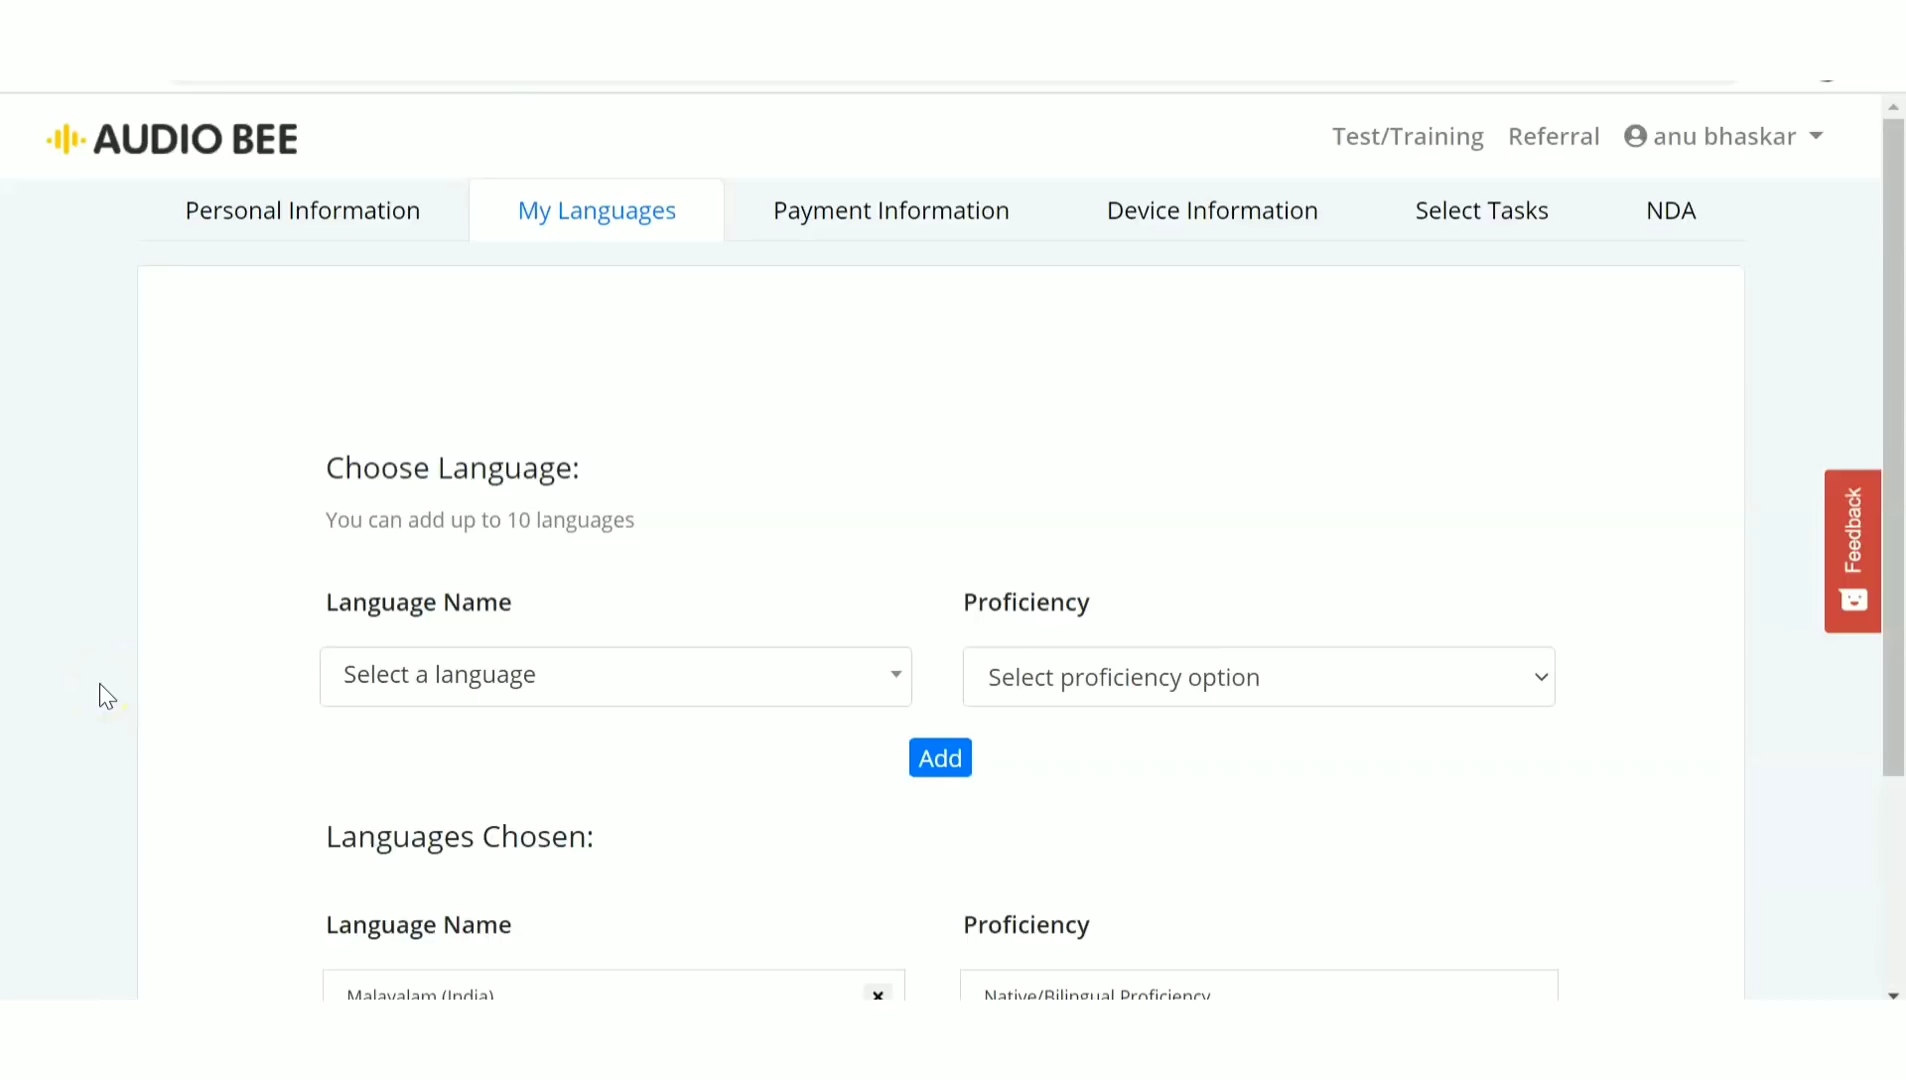 AUDIO BEE
Test/Training Referral anu bhaskar
Personal Information My Languages Payment Information Device Information Select Tasks NDA
Choose Language:
You can add up to 10 languages
Language Name Proficiency
Select a language Select proficiency option
Add
Languages Chosen:
Language Name Proficiency
Malayalam (India) × Native/Bilingual Proficiency
Feedback